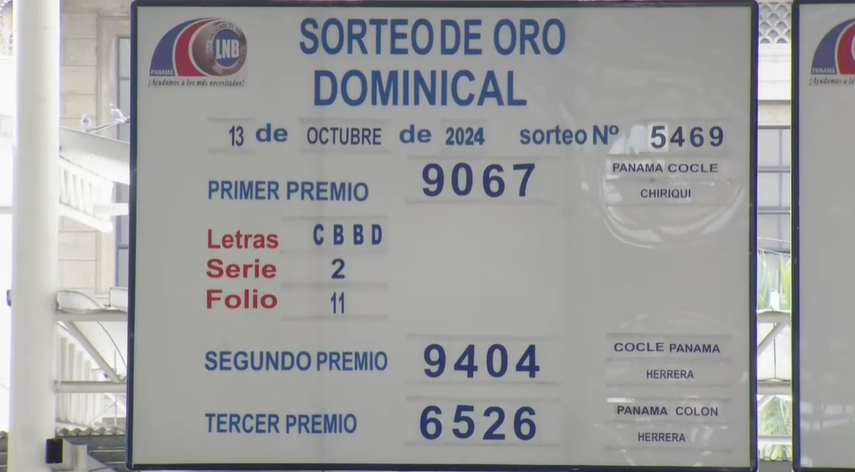 SORTEO DE ORO
DOMINICAL
LNB
PANAMÁ
¡Ayudamos a los más necesitados!
13 de OCTUBRE de 2024 sorteo Nº 5469
PRIMER PREMIO 9067 PANAMA COCLE
CHIRIQUI
Letras C B B D
Serie 2
Folio 11
SEGUNDO PREMIO 9404 COCLE PANAMA
HERRERA
TERCER PREMIO 6526 PANAMA COLON
HERRERA